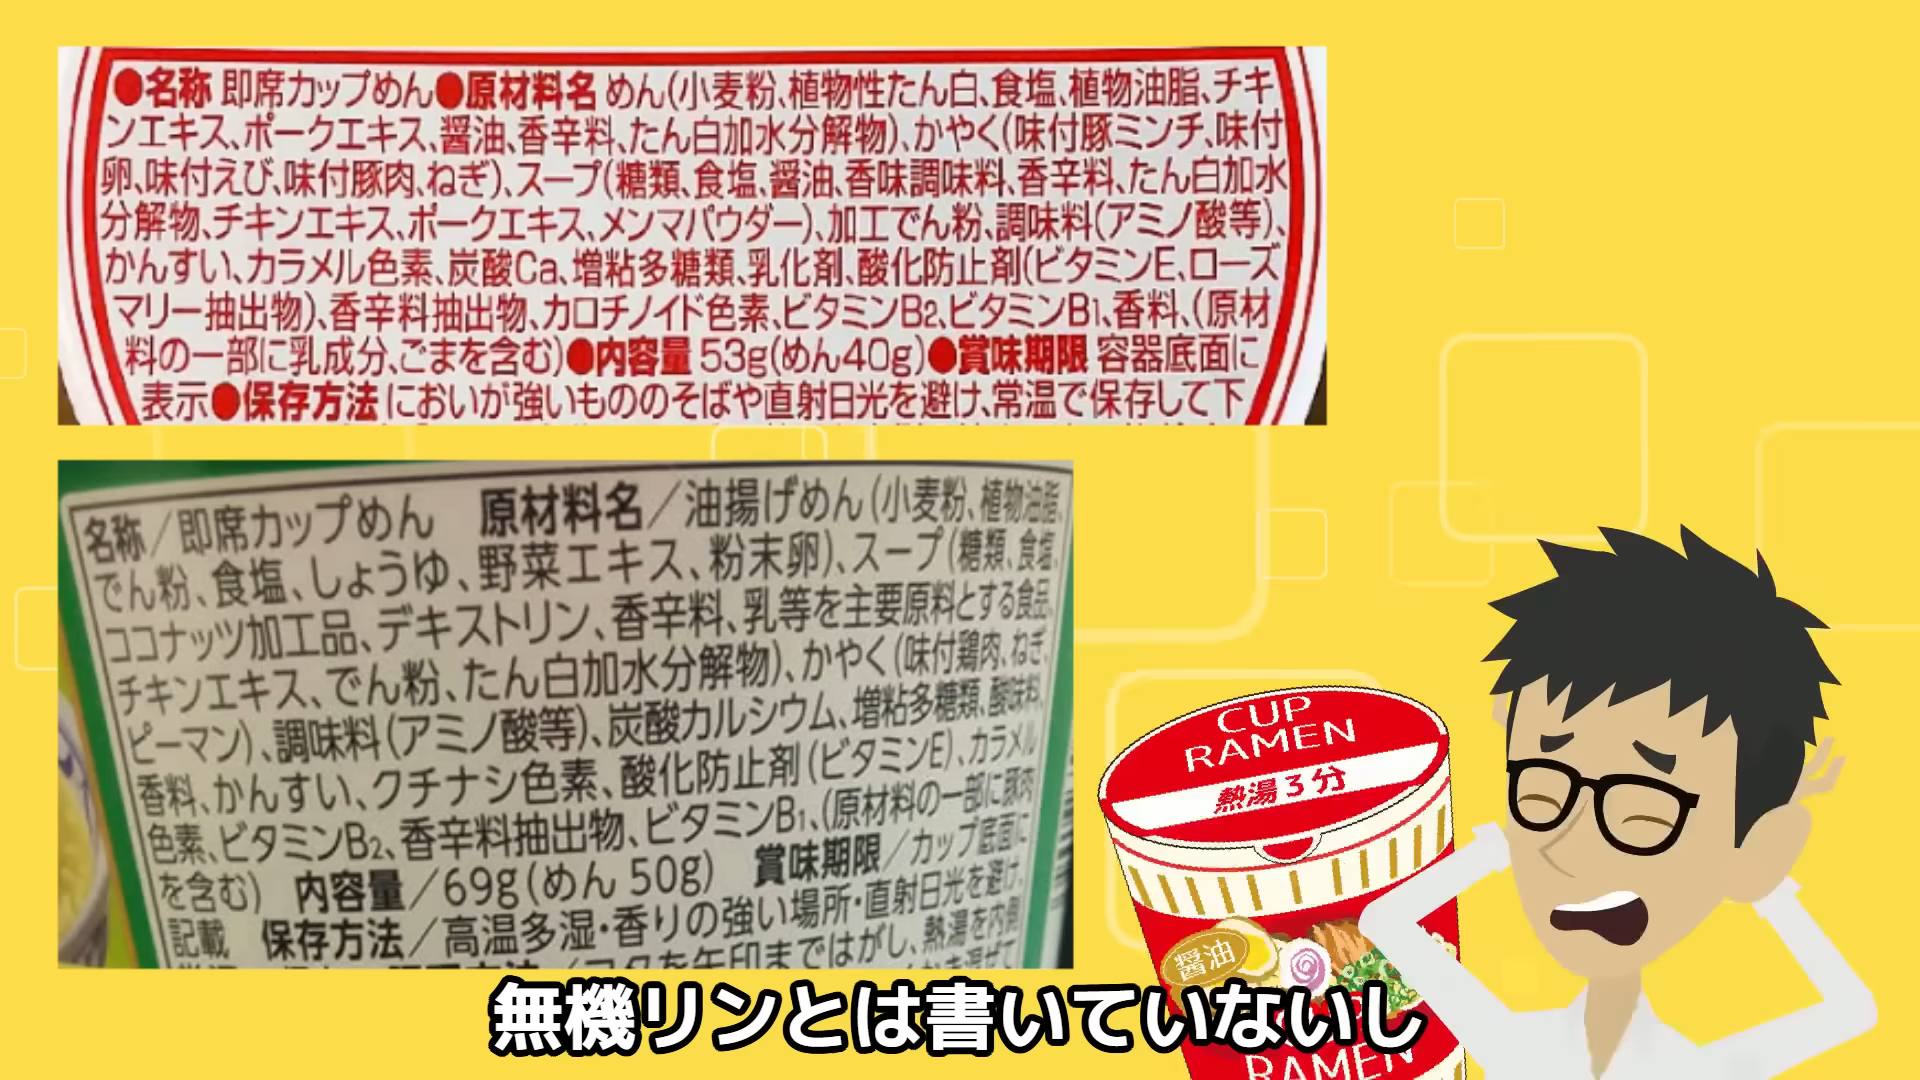 ●名称 即席カップめん●原材料名 めん(小麦粉、植物性たん白、食塩、植物油脂、チキ
ンエキス、ポークエキス、醤油、香辛料、たん白加水分解物)、かやく(味付豚ミンチ、味付
卵、味付えび、味付豚肉、ねぎ)、スープ(糖類、食塩、醤油、香味調味料、香辛料、たん白加水
分解物、チキンエキス、ポークエキス、メンマパウダー)、加工でん粉、調味料(アミノ酸等)、
かんすい、カラメル色素、炭酸Ca、増粘多糖類、乳化剤、酸化防止剤(ビタミンE、ローズ
マリー抽出物)、香辛料抽出物、カロチノイド色素、ビタミンB2、ビタミンB1、香料、(原材
料の一部に乳成分、ごまを含む)●内容量 53g(めん40g)●賞味期限 容器底面に
表示●保存方法 においが強いもののそばや直射日光を避け、常温で保存して下
名称/即席カップめん 原材料名/油揚げめん(小麦粉、植物油脂、
でん粉、食塩、しょうゆ、野菜エキス、粉末卵)、スープ(糖類、食塩、
ココナッツ加工品、デキストリン、香辛料、乳等を主要原料とする食品、
チキンエキス、でん粉、たん白加水分解物)、かやく(味付鶏肉、ねぎ、
ピーマン)、調味料(アミノ酸等)、炭酸カルシウム、増粘多糖類、酸味料、
香料、かんすい、クチナシ色素、酸化防止剤(ビタミンE)、カラメル
色素、ビタミンB2、香辛料抽出物、ビタミンB1、(原材料の一部に豚肉
を含む) 内容量/69g(めん 50g) 賞味期限/カップ底面に
記載 保存方法/高温多湿・香りの強い場所・直射日光を避け、
CUP
RAMEN
熱湯3分
醤油
RAMEN
無機リンとは書いていないし